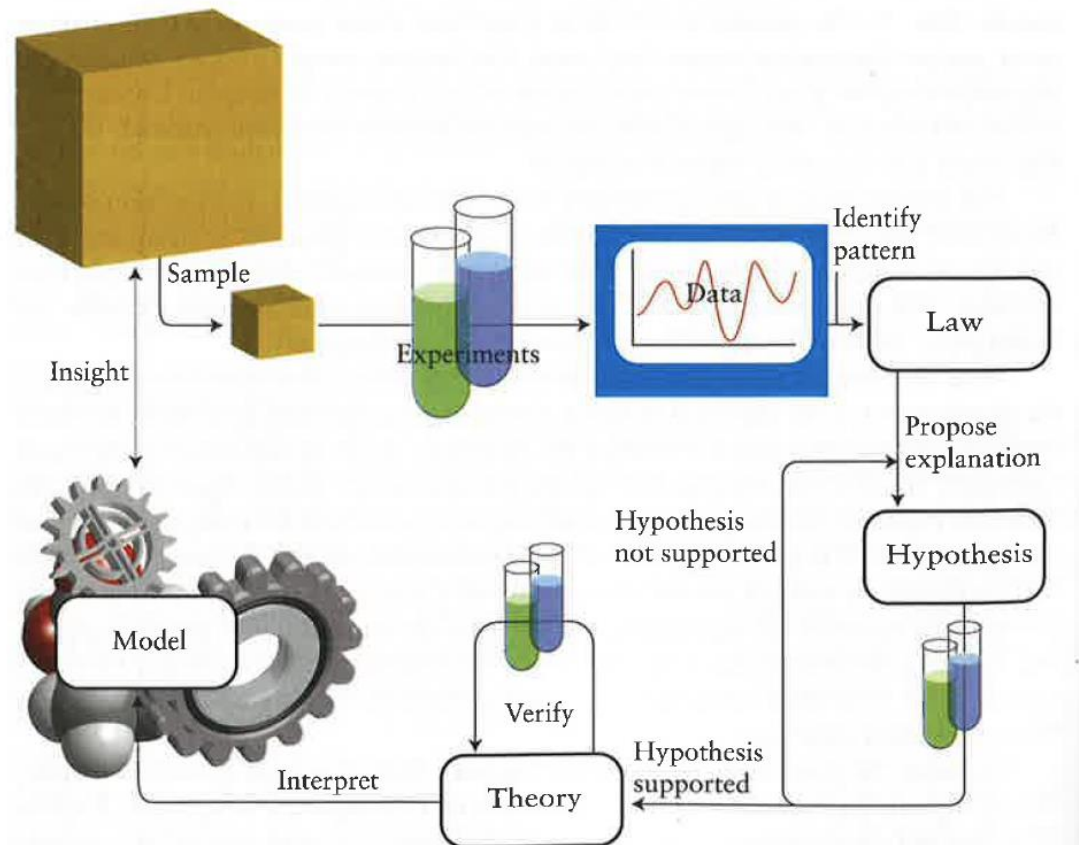 Sample
Insight
Experiments
Data
Identify
pattern
Law
Propose
explanation
Hypothesis
Hypothesis
not supported
Hypothesis
supported
Verify
Theory
Interpret
Model